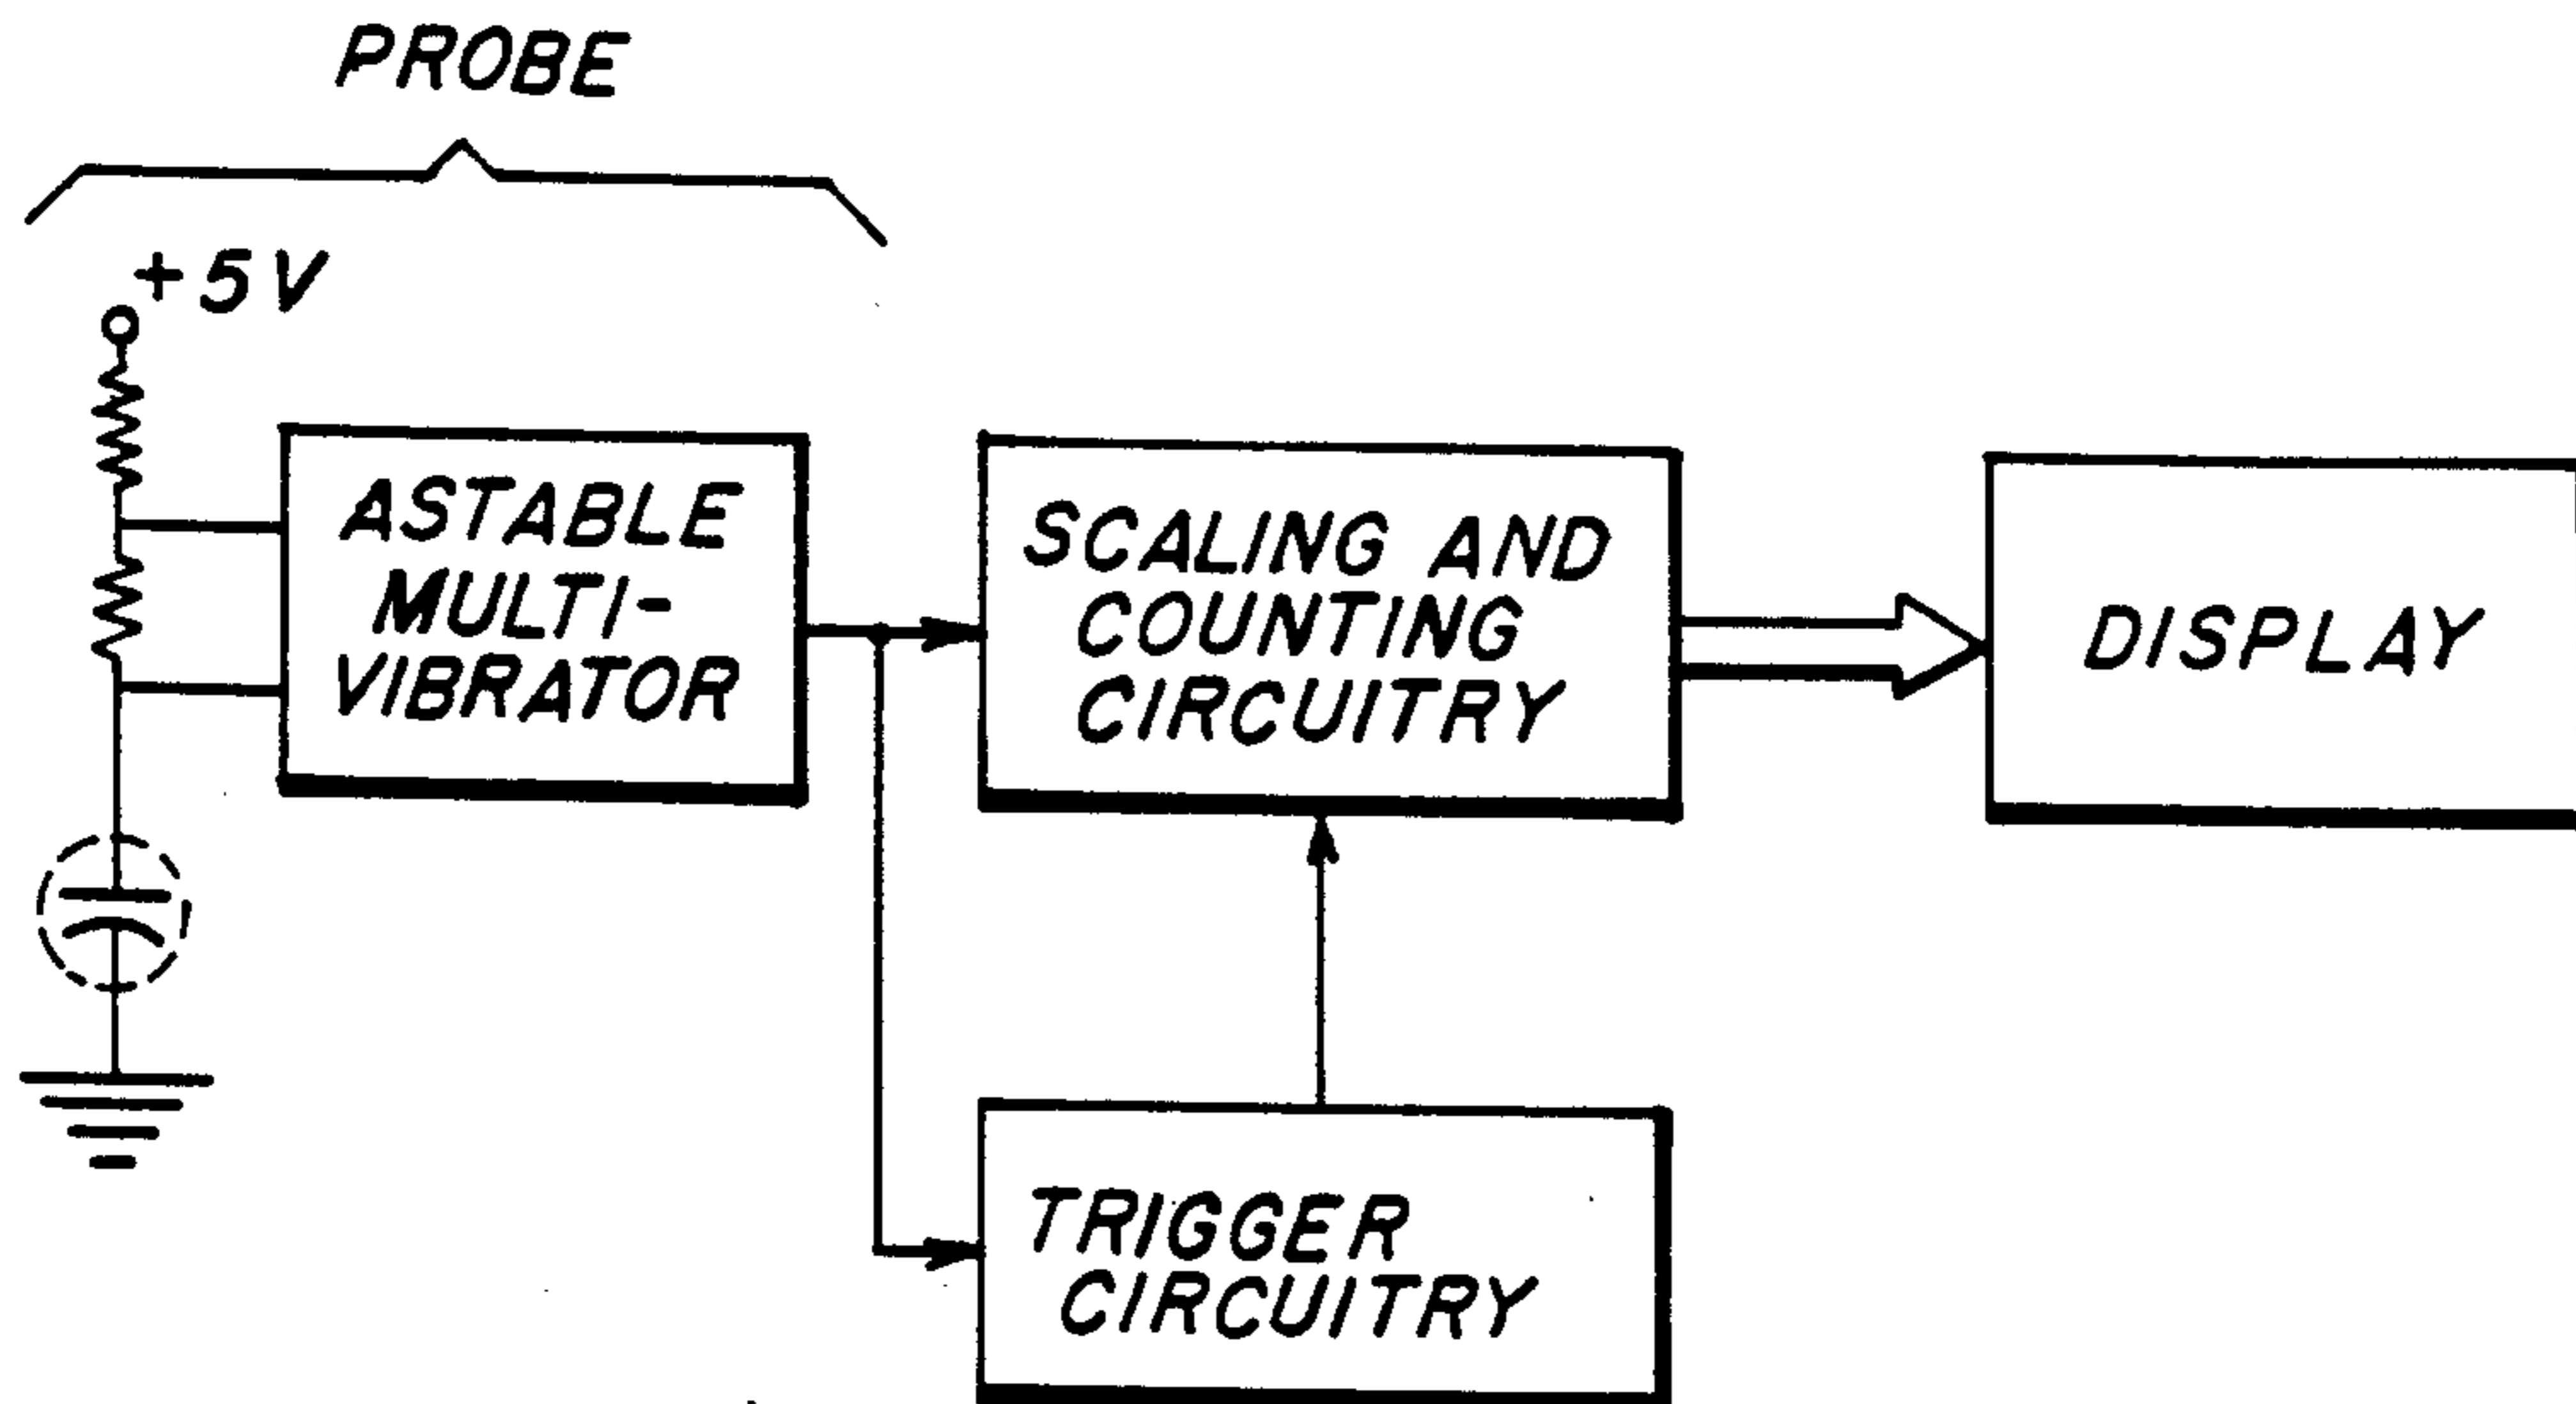 PROBE
+5V
ASTABLE
MULTI-
VIBRATOR
SCALING AND
COUNTING
CIRCUITRY
DISPLAY
TRIGGER
CIRCUITRY